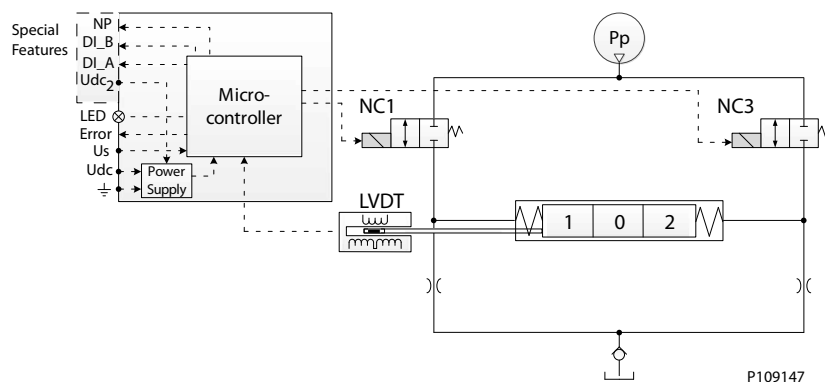 Special
Features
NP
DI_B
DI_A
Udc2
LED
Error
Us
Udc
Micro-
controller
Power
Supply
Pp
NC1
NC3
LVDT
1 0 2
P109147